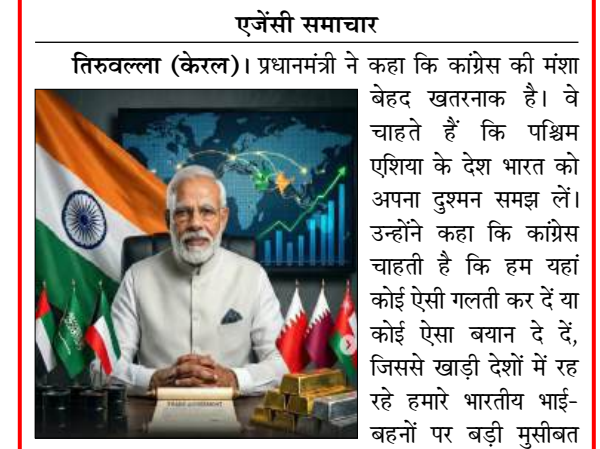 एजेंसी समाचार
तिरुवल्ला (केरल)। प्रधानमंत्री ने कहा कि कांग्रेस की मंशा
बेहद खतरनाक है। वे
चाहते हैं कि पश्चिम
एशिया के देश भारत को
अपना दुश्मन समझ लें।
उन्होंने कहा कि कांग्रेस
चाहती है कि हम यहां
कोई ऐसी गलती कर दें या
कोई ऐसा बयान दे दें,
जिससे खाड़ी देशों में रह
रहे हमारे भारतीय भाई-
बहनों पर बड़ी मुसीबत